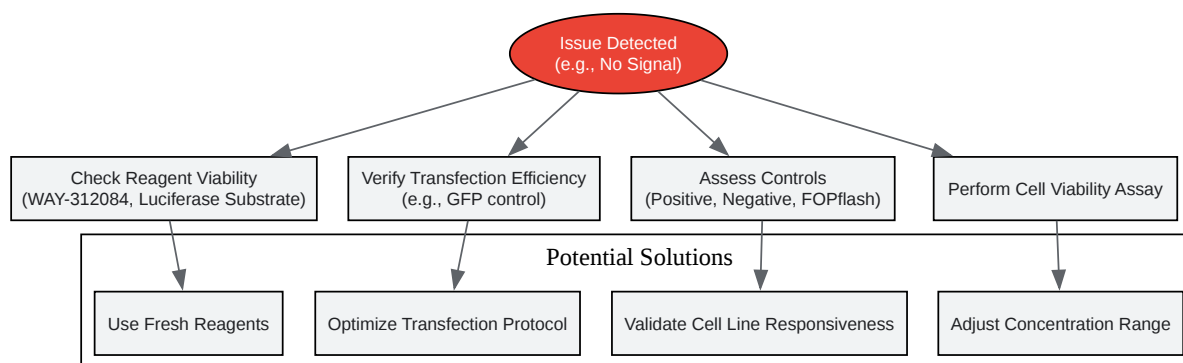 Issue Detected
(e.g., No Signal)
Check Reagent Viability
(WAY-312084, Luciferase Substrate)
Verify Transfection Efficiency
(e.g., GFP control)
Assess Controls
(Positive, Negative, FOPflash)
Perform Cell Viability Assay
Potential Solutions
Use Fresh Reagents
Optimize Transfection Protocol
Validate Cell Line Responsiveness
Adjust Concentration Range